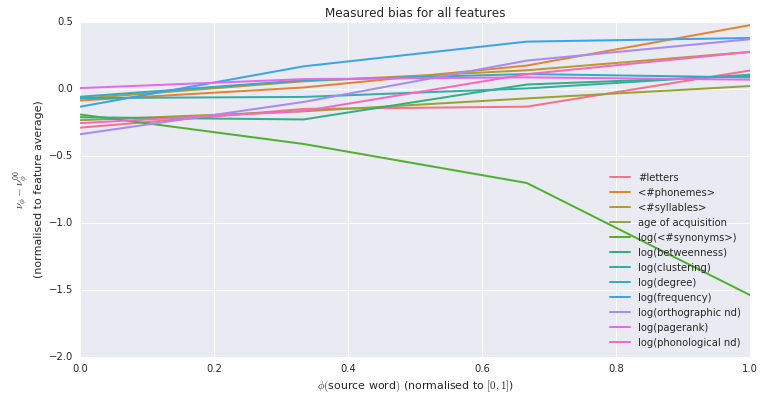 Measured bias for all features
0.5
0.0
−0.5
−1.0
−1.5
−2.0
ν_ϕ − ν_ϕ^00
(normalised to feature average)
#letters
<#phonemes>
<#syllables>
age of acquisition
log(<#synonyms>)
log(betweenness)
log(clustering)
log(degree)
log(frequency)
log(orthographic nd)
log(pagerank)
log(phonological nd)
0.0 0.2 0.4 0.6 0.8 1.0
ϕ(source word) (normalised to [0, 1])